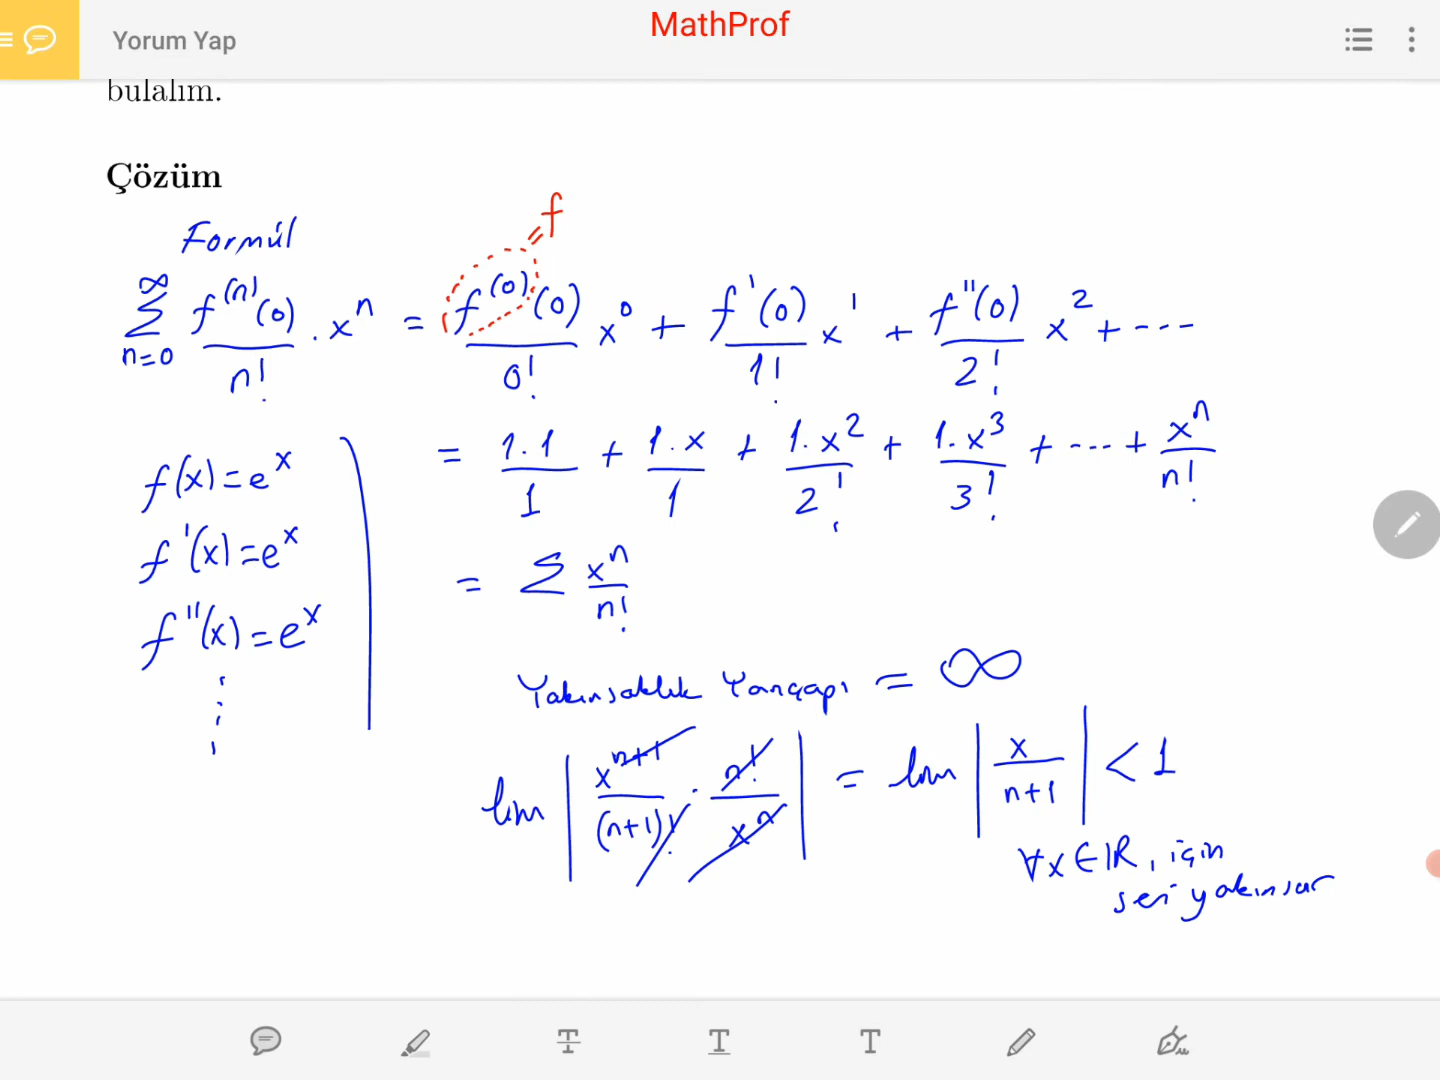 MathProf
Yorum Yap
bulalım.
Çözüm
Formül
= f
∑_{n=0}^{∞} f^{(n)}(0)/n! . x^n = f^{(0)}(0)/0! x^0 + f'(0)/1! x^1 + f''(0)/2! x^2 + ---
= 1.1/1 + 1.x/1 + 1.x^2/2! + 1.x^3/3! + --- + x^n/n!
f(x) = e^x
f'(x) = e^x
f''(x) = e^x
⋮
= ∑ x^n/n!
Yakınsaklık Yarıçapı = ∞
lim | x^{n+1}/(n+1)! . n!/x^n | = lim | x/(n+1) | < 1
∀x∈ℝ, için
seri yakınsar
T T T